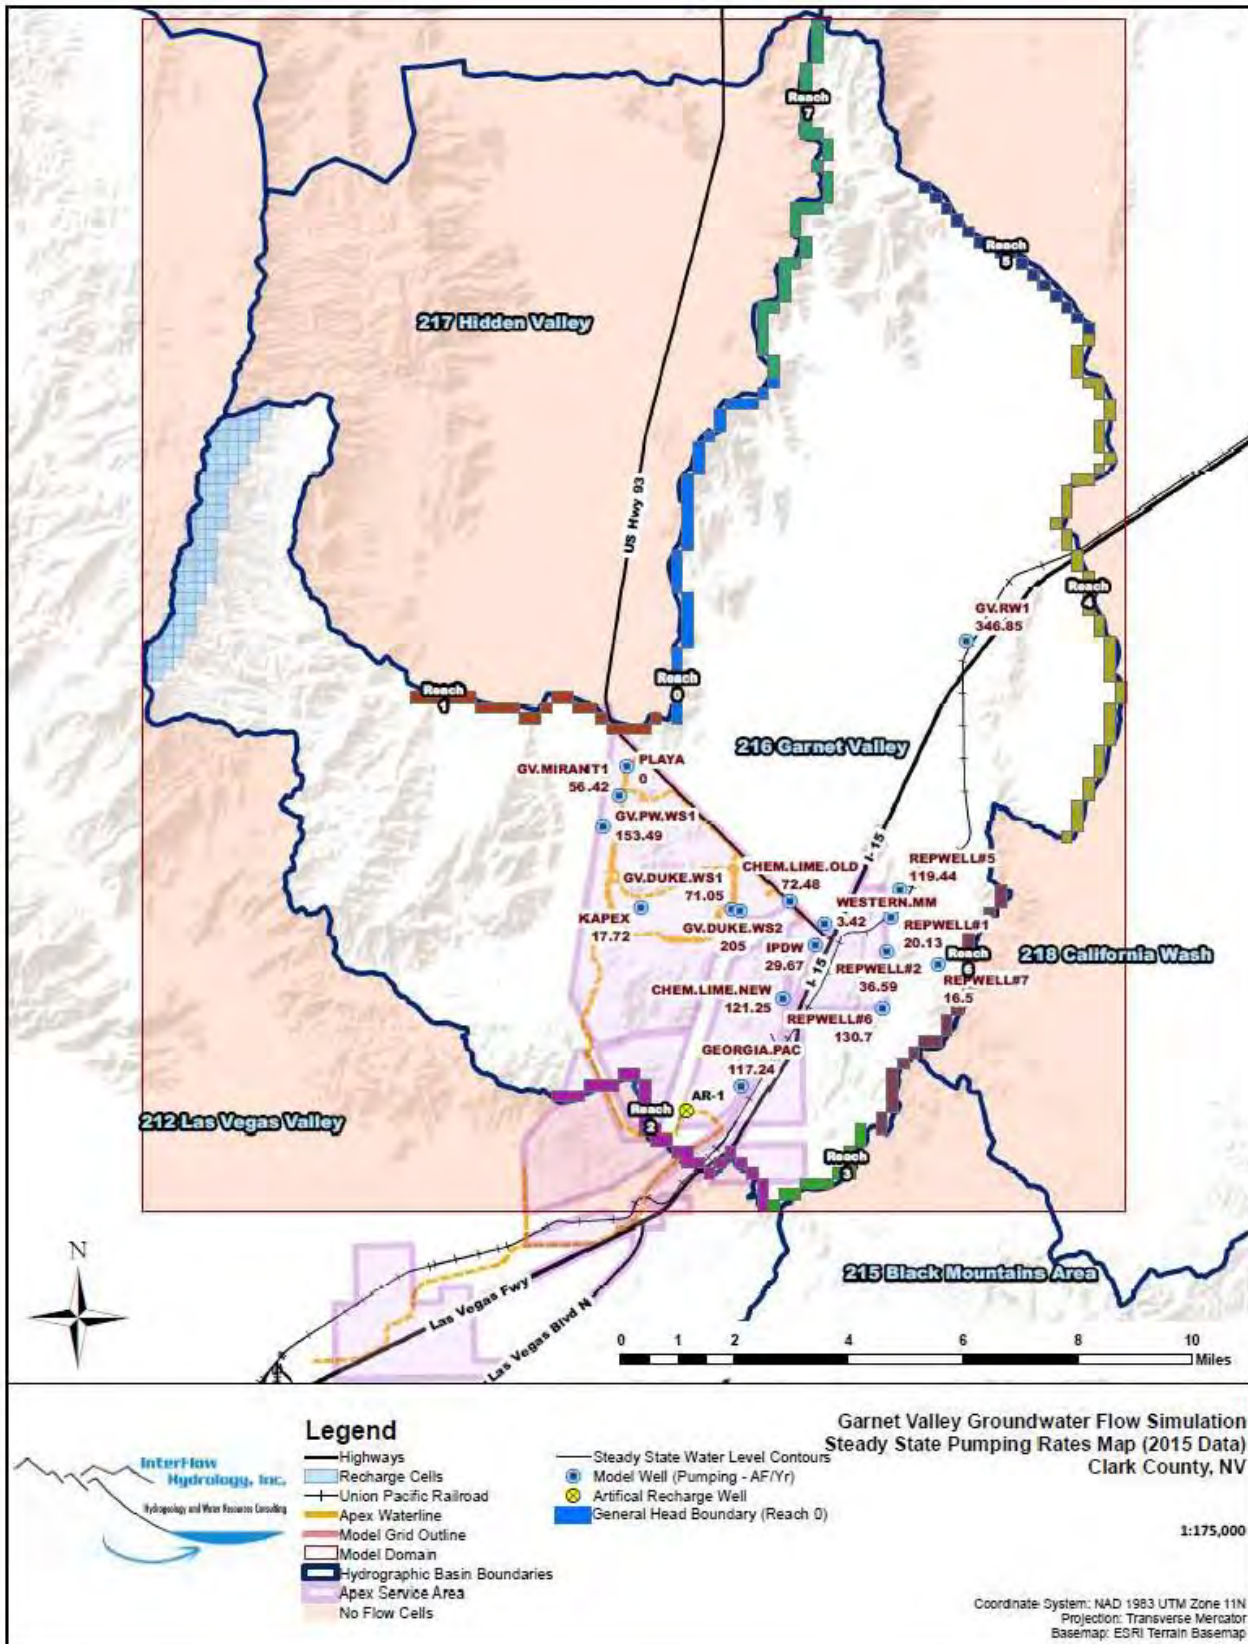 Reach
7
Reach
5
217 Hidden Valley
US Hwy 93
GV.RW1
346.85
Reach
4
Reach
1
Reach
0
216 Garnet Valley
PLAYA
0
GV.MIRANT1
56.42
GV.PW.WS1
153.49
I-15
REPWELL#5
119.44
CHEM.LIME.OLD
72.48
GV.DUKE.WS1
71.05
WESTERN.MM
3.42
KAPEX
17.72
GV.DUKE.WS2
205
REPWELL#1
20.13
IPDW
29.67
218 California Wash
Reach
REPWELL#2
36.59
REPWELL#7
16.5
I-15
CHEM.LIME.NEW
121.25
REPWELL#6
130.7
GEORGIA.PAC
117.24
AR-1
212 Las Vegas Valley
Reach
2
Reach
3
N
215 Black Mountains Area
Las Vegas Fwy
Las Vegas Blvd N
0 1 2 4 6 8 10
Miles
InterFlow
Hydrology, Inc.
Hydrogeology and Water Resources Consulting
Legend
Highways
Recharge Cells
Union Pacific Railroad
Apex Waterline
Model Grid Outline
Model Domain
Hydrographic Basin Boundaries
Apex Service Area
No Flow Cells
Steady State Water Level Contours
Model Well (Pumping - AF/Yr)
Artifical Recharge Well
General Head Boundary (Reach 0)
Garnet Valley Groundwater Flow Simulation
Steady State Pumping Rates Map (2015 Data)
Clark County, NV
1:175,000
Coordinate System: NAD 1983 UTM Zone 11N
Projection: Transverse Mercator
Basemap: ESRI Terrain Basemap